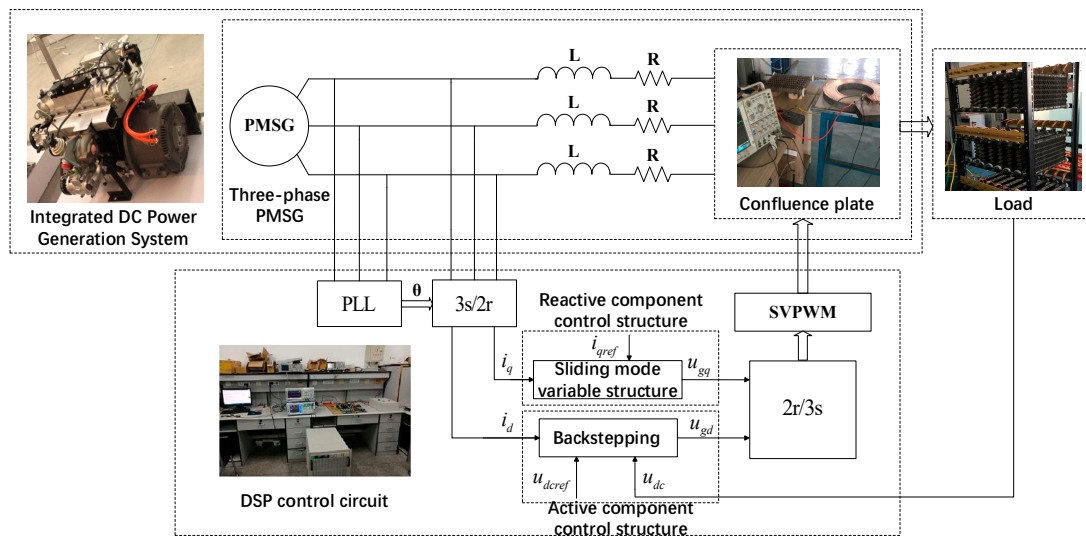 L
R
PMSG
L
R
L
R
Three-phase
PMSG
Integrated DC Power
Generation System
Confluence plate
Load
PLL
θ
3s/2r
Reactive component
control structure
SVPWM
i_qref
i_q
Sliding mode
variable structure
u_gq
2r/3s
i_d
Backstepping
u_gd
u_dcref
u_dc
DSP control circuit
Active component
control structure